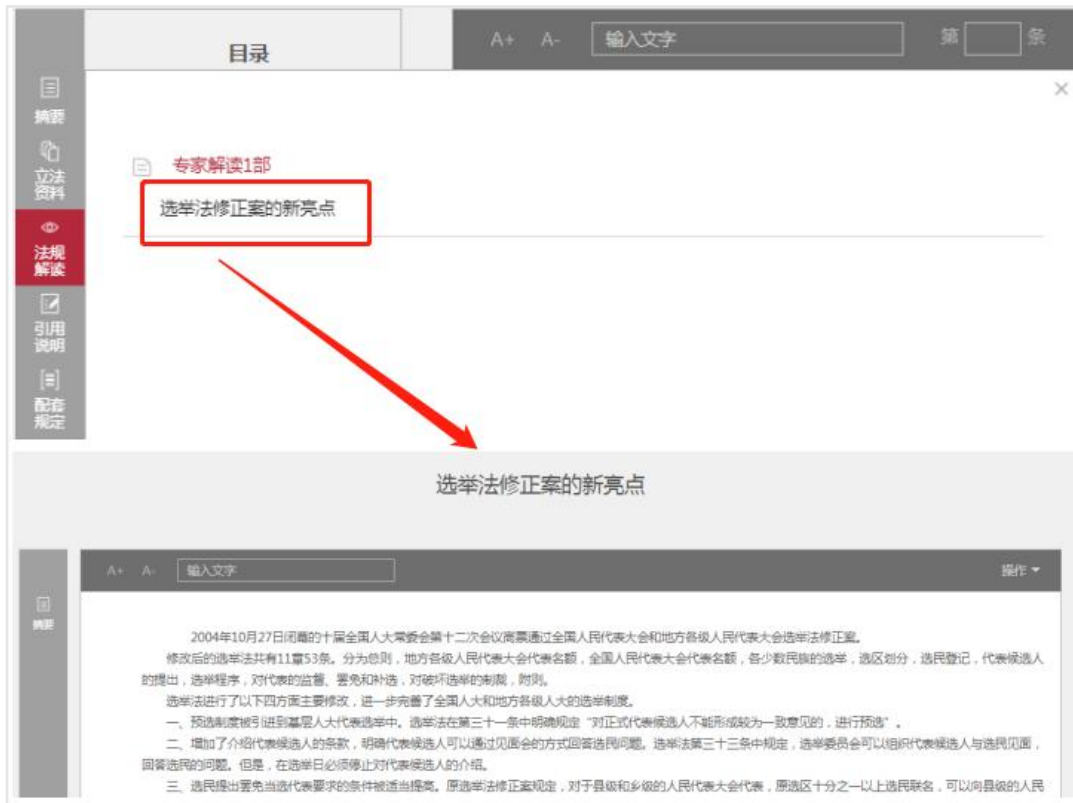 目录
A+ A- 输入文字 第 条
摘要
立法
资料
法规
解读
引用
说明
配套
规定
专家解读1部
选举法修正案的新亮点
选举法修正案的新亮点
A+ A- 输入文字 操作
摘要
2004年10月27日闭幕的十届全国人大常委会第十二次会议高票通过全国人民代表大会和地方各级人民代表大会选举法修正案。
修改后的选举法共有11章53条。分为总则，地方各级人民代表大会代表名额，全国人民代表大会代表名额，各少数民族的选举，选区划分，选民登记，代表候选人
的提出，选举程序，对代表的监督、罢免和补选，对破坏选举的制裁，附则。
选举法进行了以下四方面主要修改，进一步完善了全国人大和地方各级人大的选举制度。
一、预选制度被引进到基层人大代表选举中。选举法在第三十一条中明确规定“对正式代表候选人不能形成较为一致意见的，进行预选”。
二、增加了介绍代表候选人的条款，明确代表候选人可以通过见面会的方式回答选民问题。选举法第三十三条中规定，选举委员会可以组织代表候选人与选民见面，
回答选民的问题。但是，在选举日必须停止对代表候选人的介绍。
三、选民提出罢免当选代表要求的条件被适当提高。原选举法修正案规定，对于县级和乡级的人民代表大会代表，原选区十分之一以上选民联名，可以向县级的人民